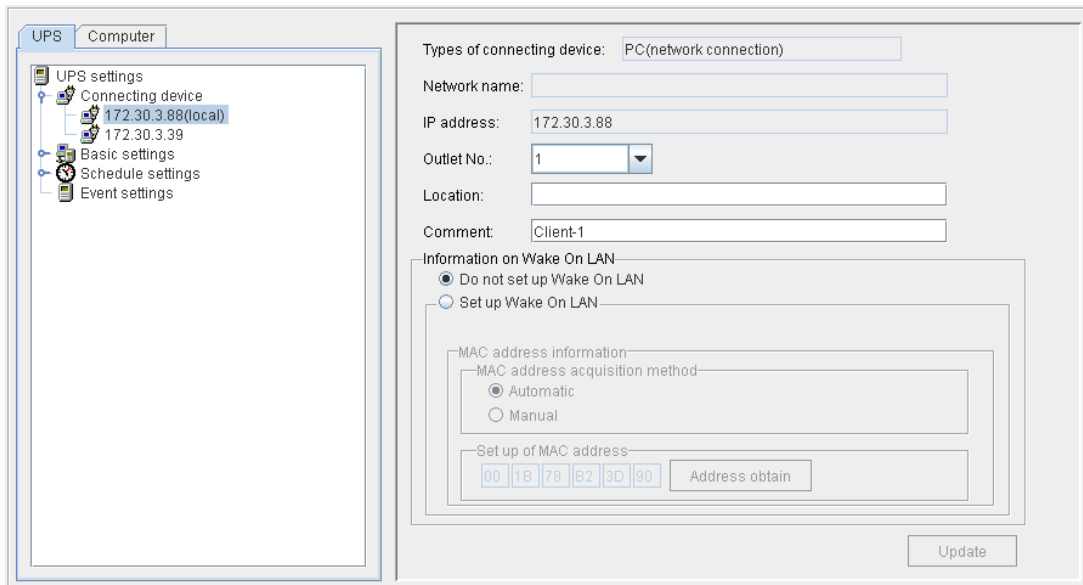 UPS
Computer
UPS settings
Connecting device
172.30.3.88(local)
172.30.3.39
Basic settings
Schedule settings
Event settings
Types of connecting device: PC(network connection)
Network name:
IP address: 172.30.3.88
Outlet No.: 1
Location:
Comment: Client-1
Information on Wake On LAN
Do not set up Wake On LAN
Set up Wake On LAN
MAC address information
MAC address acquisition method
Automatic
Manual
Set up of MAC address
00 1B 78 B2 3D 90 Address obtain
Update